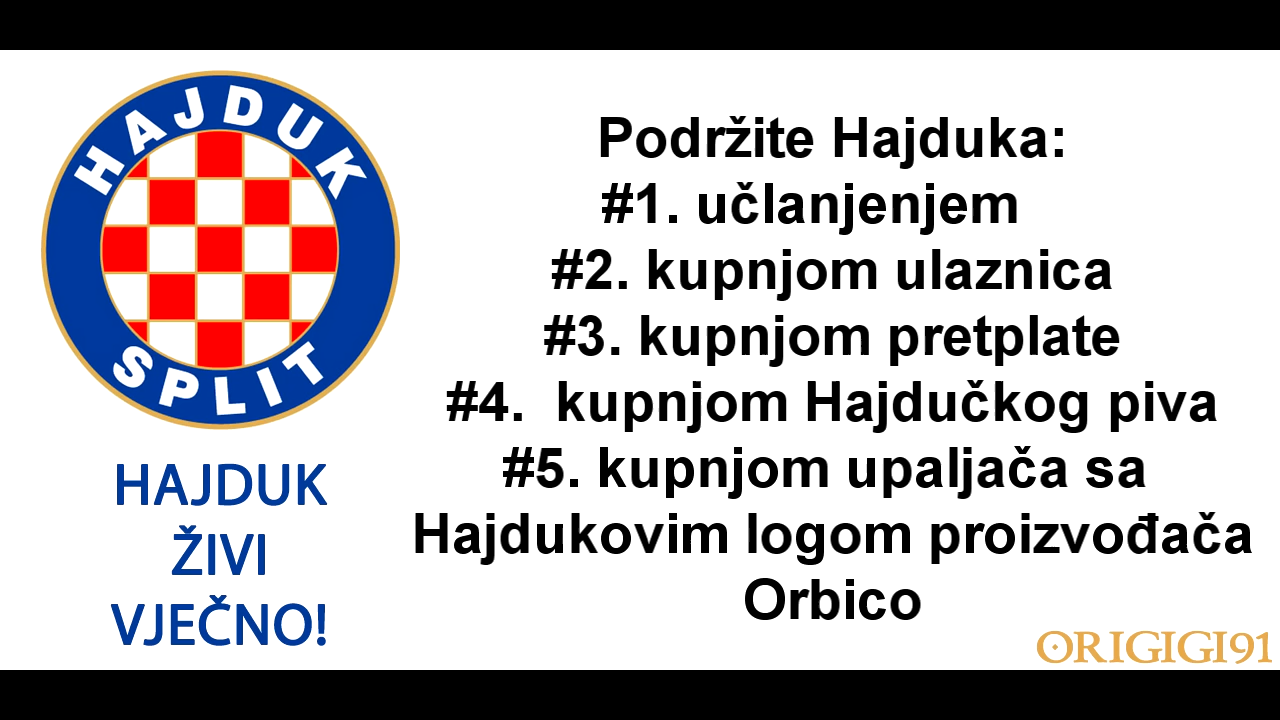 HAJDUK
SPLIT
HAJDUK
ŽIVI
VJEČNO!
Podržite Hajduka:
#1. učlanjenjem
#2. kupnjom ulaznica
#3. kupnjom pretplate
#4.  kupnjom Hajdučkog piva
#5. kupnjom upaljača sa
Hajdukovim logom proizvođača
Orbico
ORIGIGI91